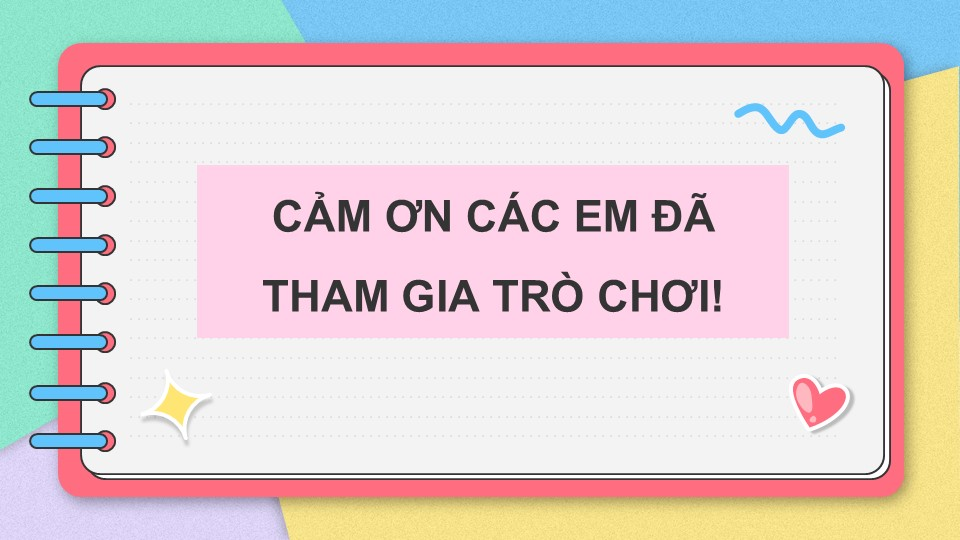 CẢM ƠN CÁC EM ĐÃ
THAM GIA TRÒ CHƠI!